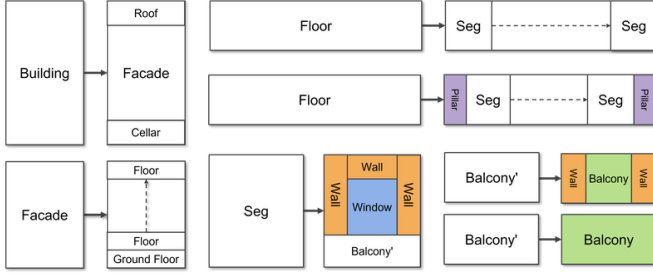 Building
Roof
Facade
Cellar
Floor
Seg
Seg
Floor
Pillar
Seg
Seg
Pillar
Facade
Floor
Floor
Ground Floor
Seg
Wall
Wall
Wall
Window
Balcony'
Balcony'
Wall
Balcony
Wall
Balcony'
Balcony